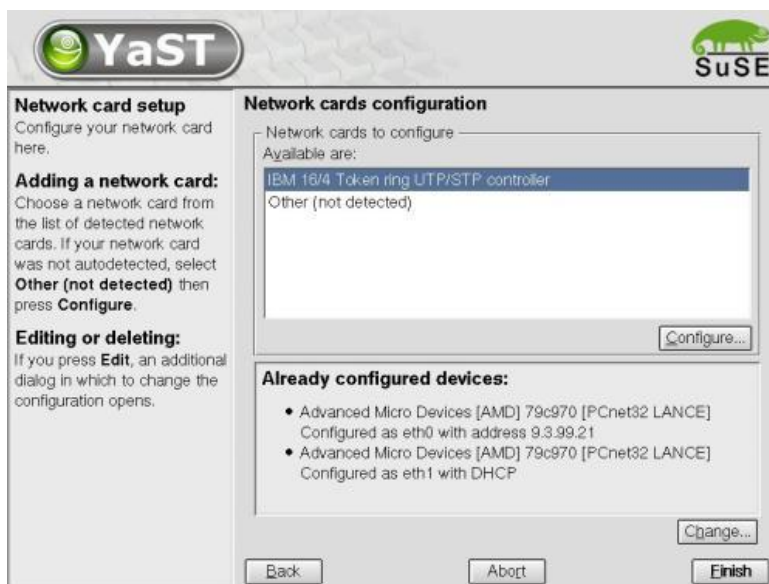 YaST
SuSE
Network card setup
Configure your network card
here.
Adding a network card:
Choose a network card from
the list of detected network
cards. If your network card
was not autodetected, select
Other (not detected) then
press Configure.
Editing or deleting:
If you press Edit, an additional
dialog in which to change the
configuration opens.
Network cards configuration
Network cards to configure
Available are:
IBM 16/4 Token ring UTP/STP controller
Other (not detected)
Configure...
Already configured devices:
• Advanced Micro Devices [AMD] 79c970 [PCnet32 LANCE]
Configured as eth0 with address 9.3.99.21
• Advanced Micro Devices [AMD] 79c970 [PCnet32 LANCE]
Configured as eth1 with DHCP
Change...
Back
Abort
Finish